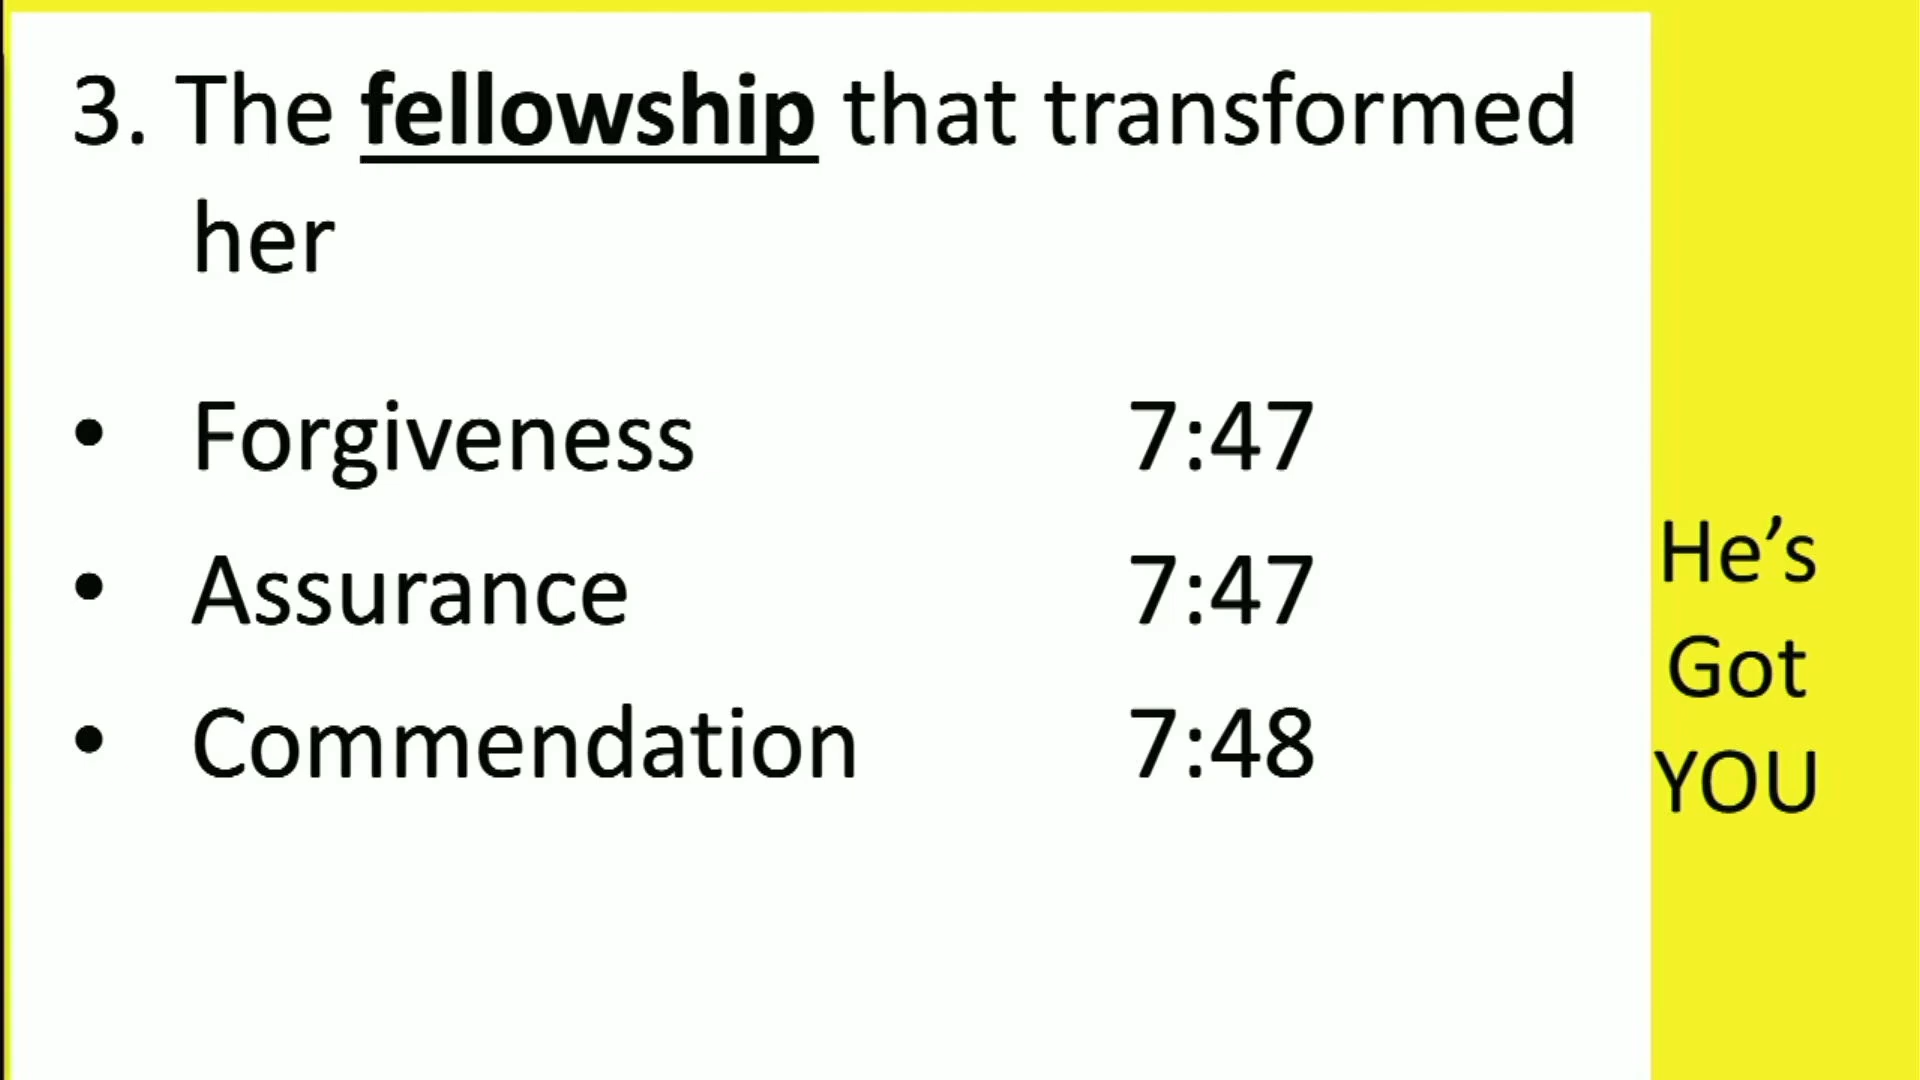 3. The fellowship that transformed
her
• Forgiveness 7:47
• Assurance 7:47
• Commendation 7:48
He’s
Got
YOU